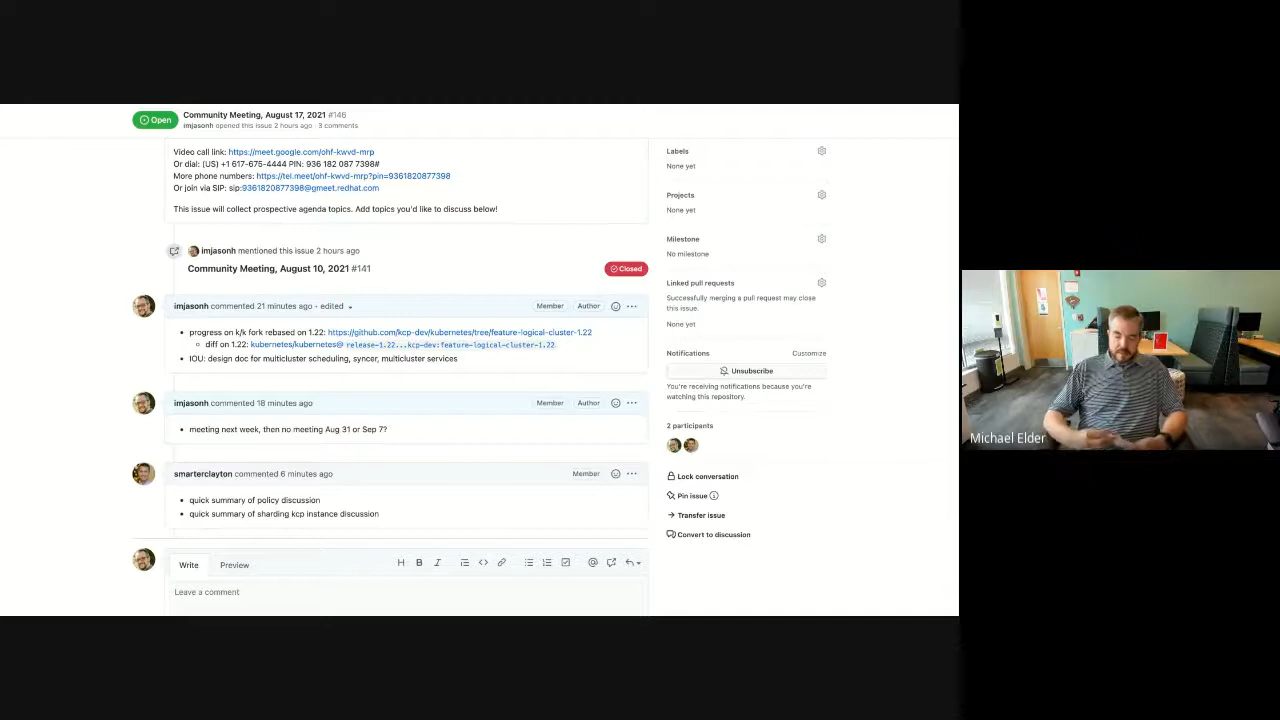 Open
Community Meeting, August 17, 2021 #146
imjasonh opened this issue 2 hours ago · 3 comments
Video call link: https://meet.google.com/ohf-kwvd-mrp
Or dial: (US) +1 617-675-4444 PIN: 936 182 087 7398#
More phone numbers: https://tel.meet/ohf-kwvd-mrp?pin=9361820877398
Or join via SIP: sip:9361820877398@gmeet.redhat.com
This issue will collect prospective agenda topics. Add topics you'd like to discuss below!
imjasonh mentioned this issue 2 hours ago
Community Meeting, August 10, 2021 #141
Closed
imjasonh commented 21 minutes ago · edited
Member
Author
• progress on k/k fork rebased on 1.22: https://github.com/kcp-dev/kubernetes/tree/feature-logical-cluster-1.22
diff on 1.22: kubernetes/kubernetes@ release-1.22...kcp-dev:feature-logical-cluster-1.22
• IOU: design doc for multicluster scheduling, syncer, multicluster services
imjasonh commented 18 minutes ago
Member
Author
• meeting next week, then no meeting Aug 31 or Sep 7?
smarterclayton commented 6 minutes ago
Member
• quick summary of policy discussion
• quick summary of sharding kcp instance discussion
Write
Preview
Leave a comment
Labels
None yet
Projects
None yet
Milestone
No milestone
Linked pull requests
Successfully merging a pull request may close
this issue.
None yet
Notifications
Customize
Unsubscribe
You're receiving notifications because you're
watching this repository.
2 participants
Lock conversation
Pin issue
Transfer issue
Convert to discussion
Michael Elder